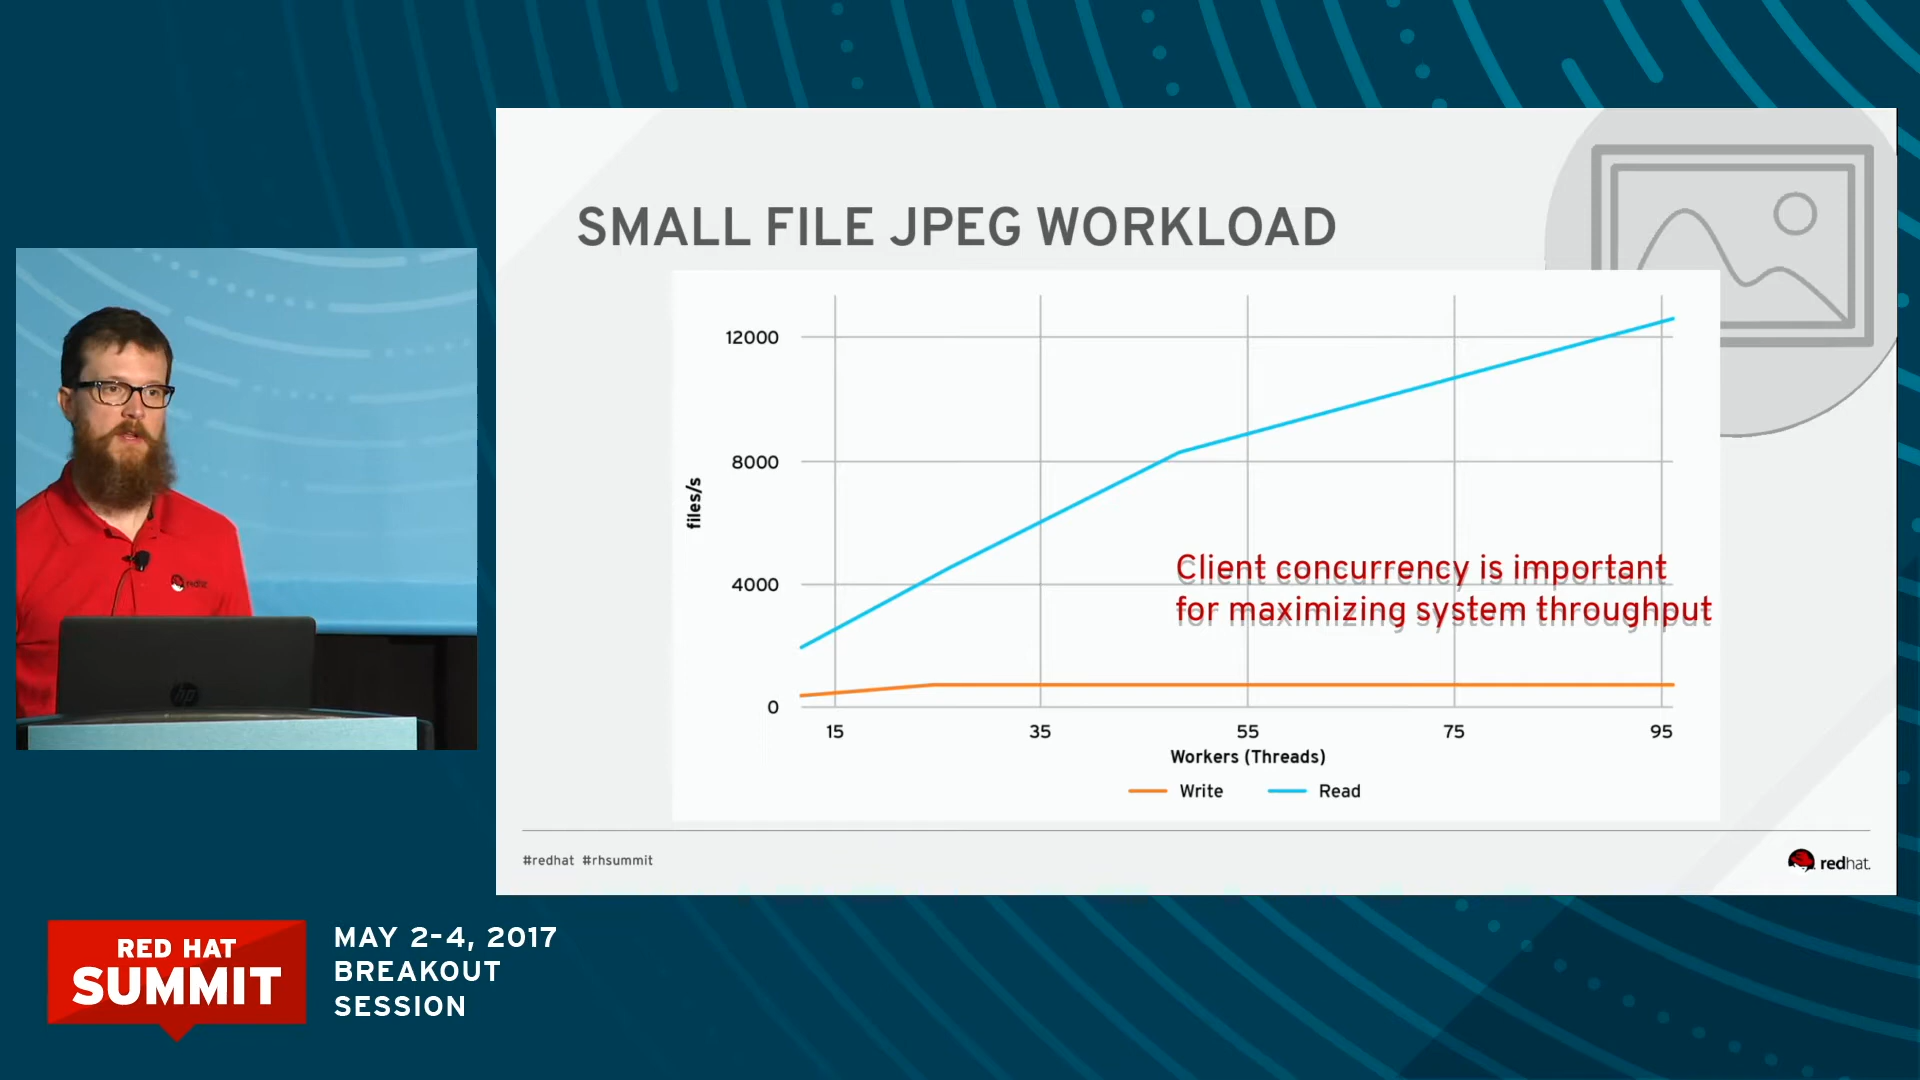 SMALL FILE JPEG WORKLOAD
12000
8000
4000
0
files/s
Client concurrency is important
for maximizing system throughput
15 35 55 75 95
Workers (Threads)
Write Read
#redhat #rhsummit
redhat.
redhat
hp
RED HAT
SUMMIT
MAY 2-4, 2017
BREAKOUT
SESSION